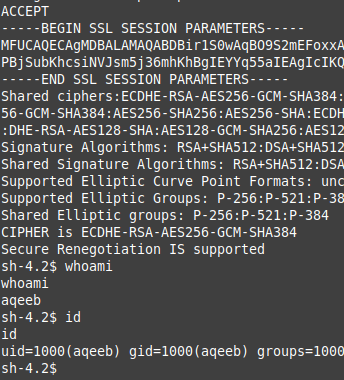 ACCEPT
-----BEGIN SSL SESSION PARAMETERS-----
MFUCAQECAgMDBALAMAQABDBir1S0wAqBO9S2mEFoxxA
PBjSubKhcsiNVJsm5j36mhKhBgIEYYq55aIEAgIcIKQ
-----END SSL SESSION PARAMETERS-----
Shared ciphers:ECDHE-RSA-AES256-GCM-SHA384:
56-GCM-SHA384:AES256-SHA256:AES256-SHA:ECDH
:DHE-RSA-AES128-SHA:AES128-GCM-SHA256:AES12
Signature Algorithms: RSA+SHA512:DSA+SHA512
Shared Signature Algorithms: RSA+SHA512:DSA
Supported Elliptic Curve Point Formats: unc
Supported Elliptic Groups: P-256:P-521:P-38
Shared Elliptic groups: P-256:P-521:P-384
CIPHER is ECDHE-RSA-AES256-GCM-SHA384
Secure Renegotiation IS supported
sh-4.2$ whoami
whoami
aqeeb
sh-4.2$ id
id
uid=1000(aqeeb) gid=1000(aqeeb) groups=1000
sh-4.2$